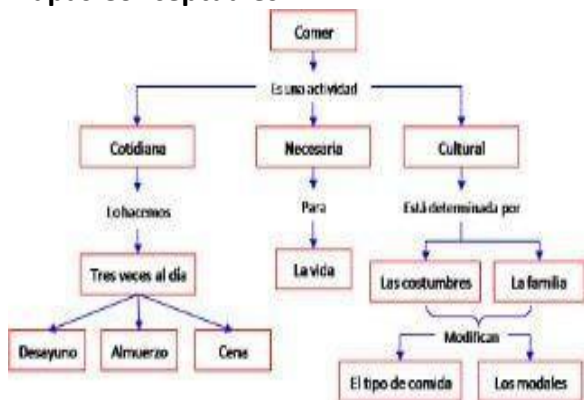 Comer
Es una actividad
Cotidiana Necesaria Cultural
Lo hacemos Para Está determinada por
Tres veces al día La vida Las costumbres La familia
Modifican
Desayuno Almuerzo Cena
El tipo de comida Los modales